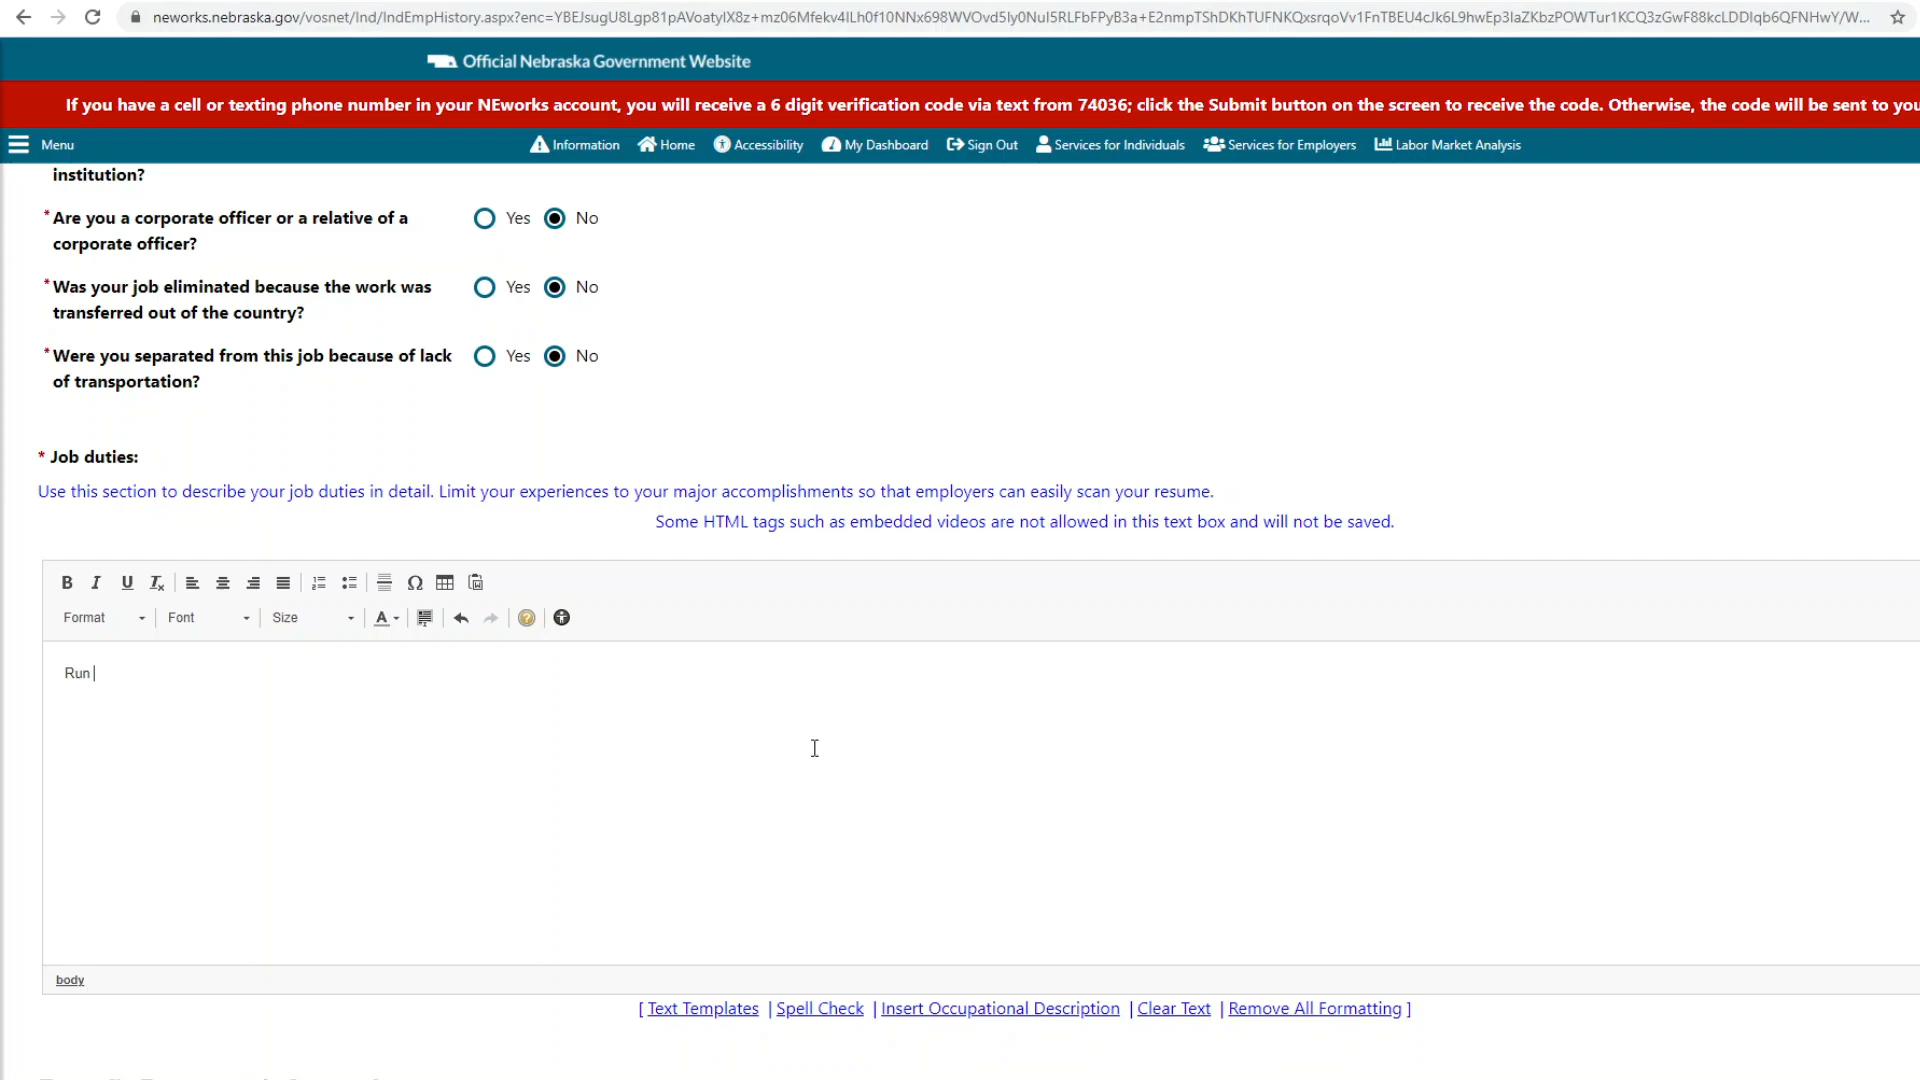 neworks.nebraska.gov/vosnet/Ind/IndEmpHistory.aspx?enc=YBEJsugU8Lgp81pAVoatyIX8z+mz06Mfekv4ILh0f10NNx698WVOvd5Iy0NuI5RLFbFPyB3a+E2nmpTShDKhTUFNKQxsrqoVv1FnTBEU4cJk6L9hwEp3IaZKbzPOWTur1KCQ3zGwF88kcLDDIqb6QFNHwY/W...
Official Nebraska Government Website
If you have a cell or texting phone number in your NEworks account, you will receive a 6 digit verification code via text from 74036; click the Submit button on the screen to receive the code. Otherwise, the code will be sent to you
Menu Information Home Accessibility My Dashboard Sign Out Services for Individuals Services for Employers Labor Market Analysis
institution?
* Are you a corporate officer or a relative of a Yes No
corporate officer?
* Was your job eliminated because the work was Yes No
transferred out of the country?
* Were you separated from this job because of lack Yes No
of transportation?
* Job duties:
Use this section to describe your job duties in detail. Limit your experiences to your major accomplishments so that employers can easily scan your resume.
Some HTML tags such as embedded videos are not allowed in this text box and will not be saved.
B I U Tx Ω
Format Font Size A ?
Run
body
[ Text Templates | Spell Check | Insert Occupational Description | Clear Text | Remove All Formatting ]